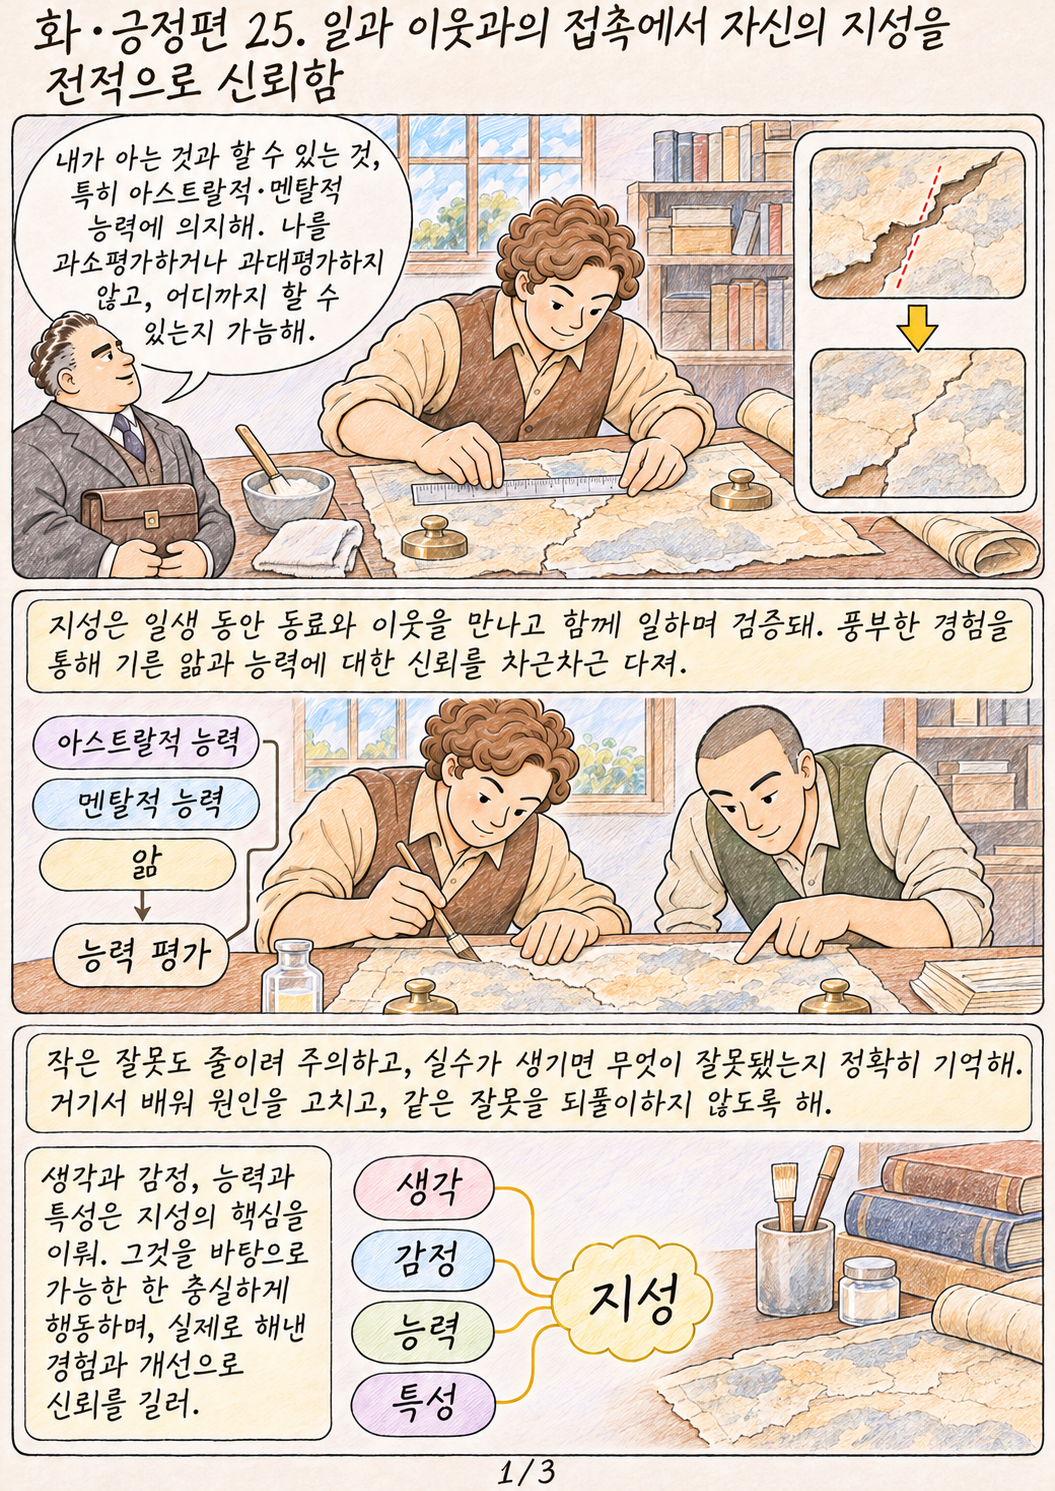 화·긍정편 25. 일과 이웃과의 접촉에서 자신의 지성을
전적으로 신뢰함
내가 아는 것과 할 수 있는 것,
특히 아스트랄적·멘탈적
능력에 의지해. 나를
과소평가하거나 과대평가하지
않고, 어디까지 할 수
있는지 가늠해.
지성은 일생 동안 동료와 이웃을 만나고 함께 일하며 검증돼. 풍부한 경험을
통해 기른 앎과 능력에 대한 신뢰를 차근차근 다져.
아스트랄적 능력
멘탈적 능력
앎
능력 평가
작은 잘못도 줄이려 주의하고, 실수가 생기면 무엇이 잘못됐는지 정확히 기억해.
거기서 배워 원인을 고치고, 같은 잘못을 되풀이하지 않도록 해.
생각과 감정, 능력과
특성은 지성의 핵심을
이뤄. 그것을 바탕으로
가능한 한 충실하게
행동하며, 실제로 해낸
경험과 개선으로
신뢰를 길러.
생각
감정
능력
특성
지성
1/3